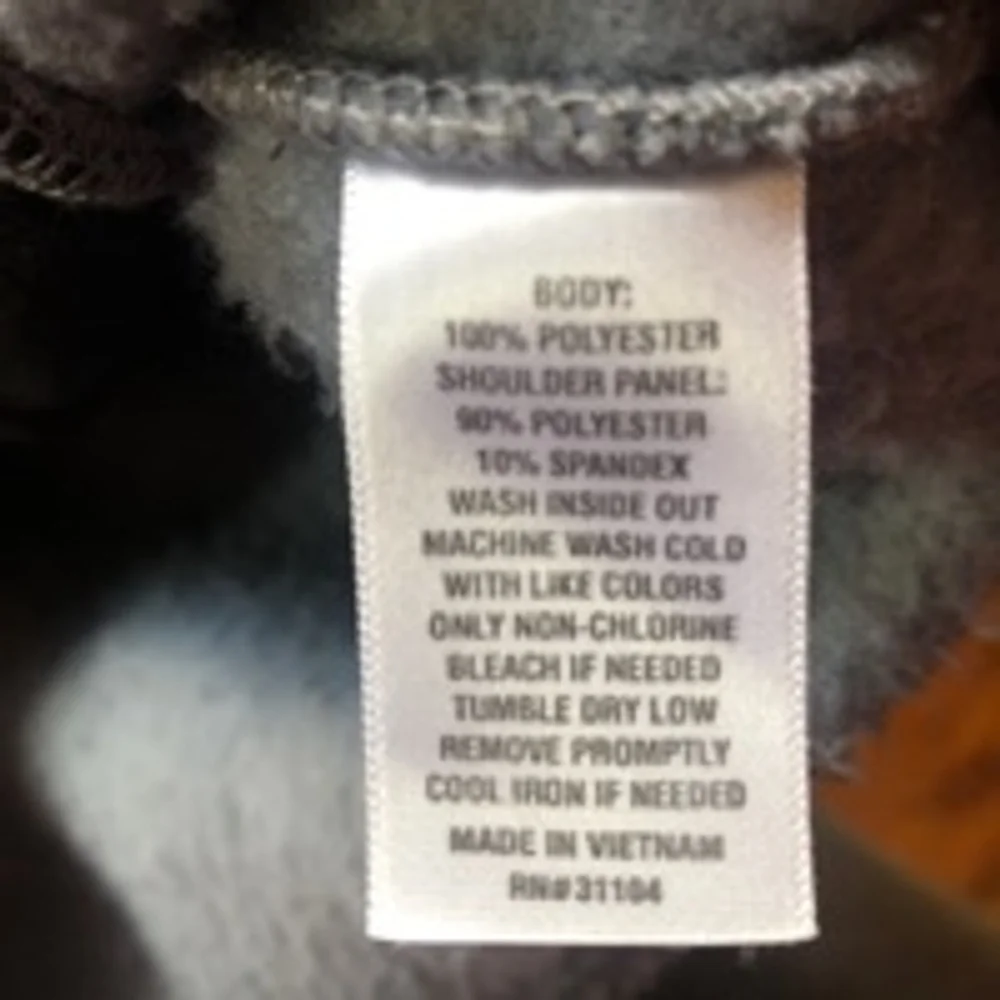 BODY:
100% POLYESTER
SHOULDER PANEL:
90% POLYESTER
10% SPANDEX
WASH INSIDE OUT
MACHINE WASH COLD
WITH LIKE COLORS
ONLY NON-CHLORINE
BLEACH IF NEEDED
TUMBLE DRY LOW
REMOVE PROMPTLY
COOL IRON IF NEEDED
MADE IN VIETNAM
RN#31104